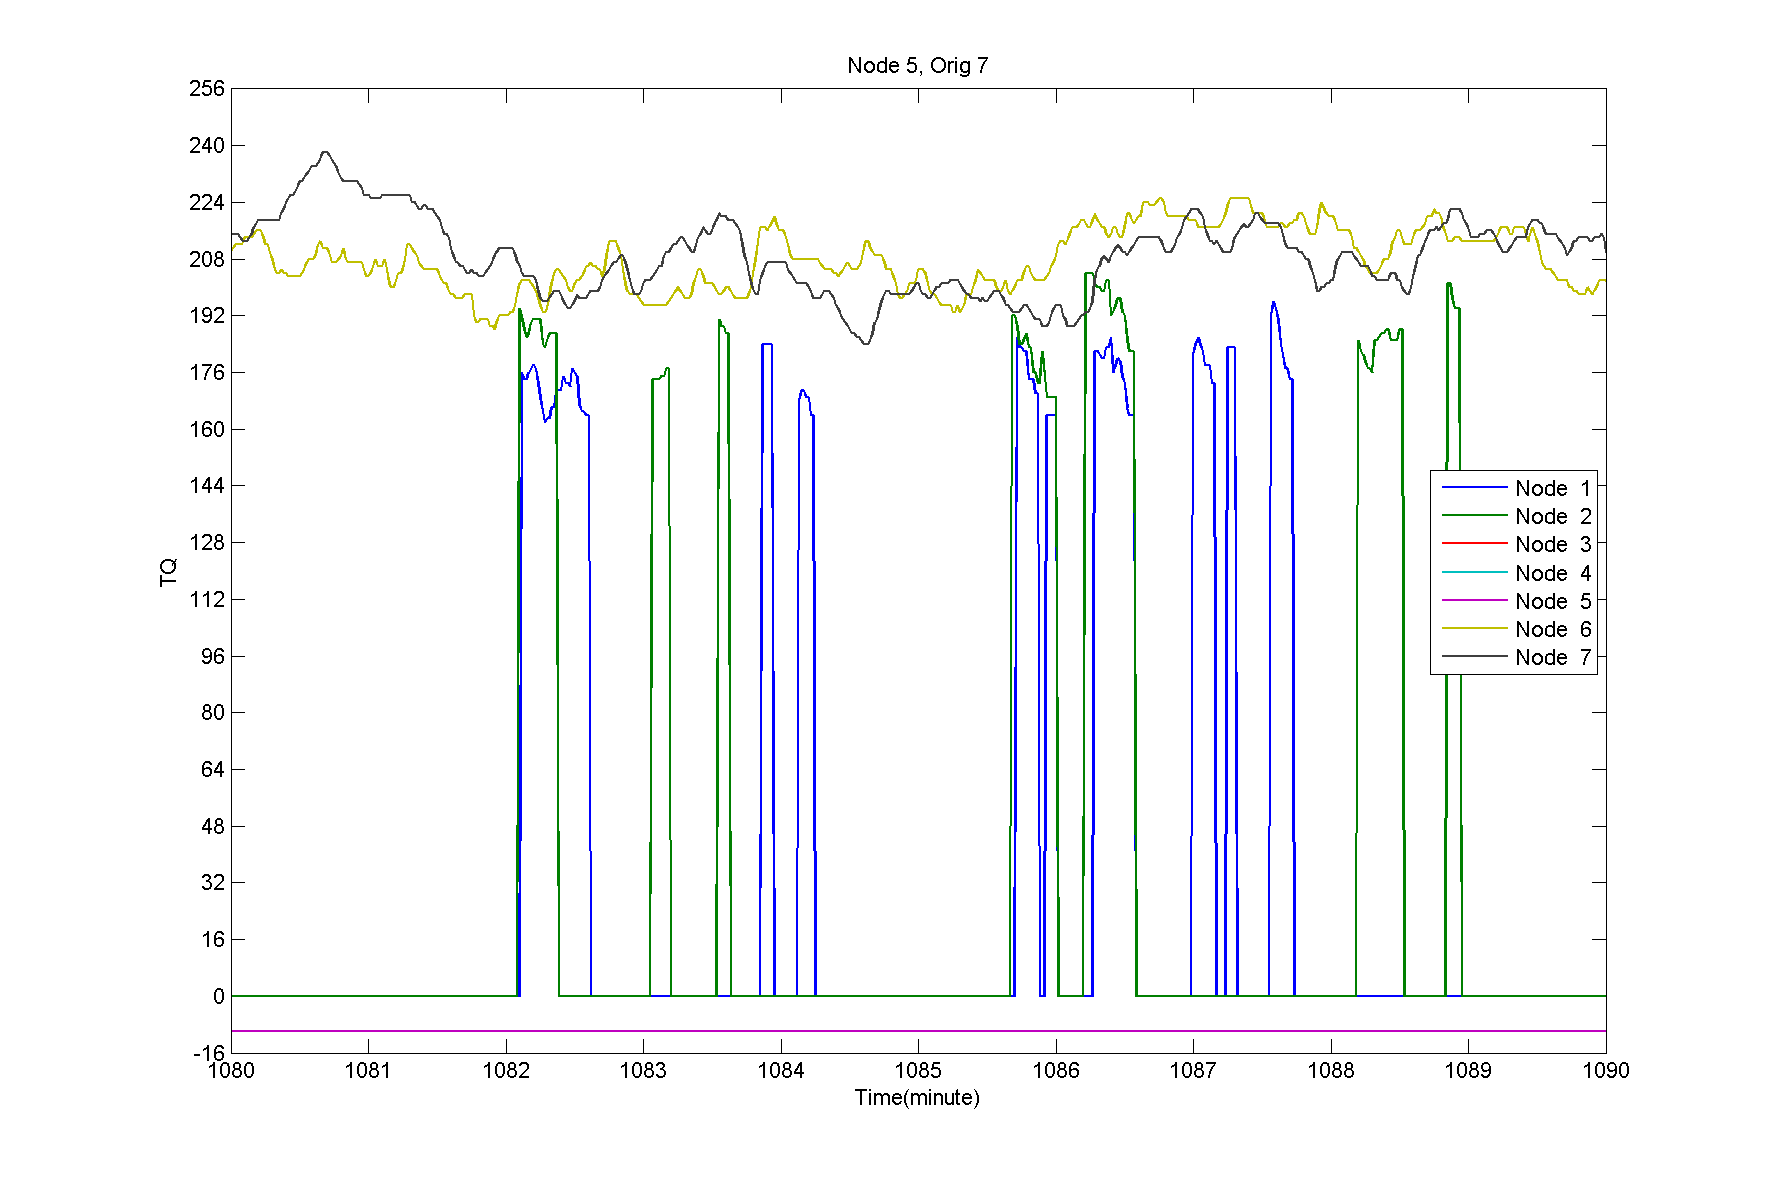 Node 5, Orig 7
256
240
224
208
192
176
160
144
128
112
96
80
64
48
32
16
0
-16
TQ
Node 1
Node 2
Node 3
Node 4
Node 5
Node 6
Node 7
1080 1081 1082 1083 1084 1085 1086 1087 1088 1089 1090
Time(minute)